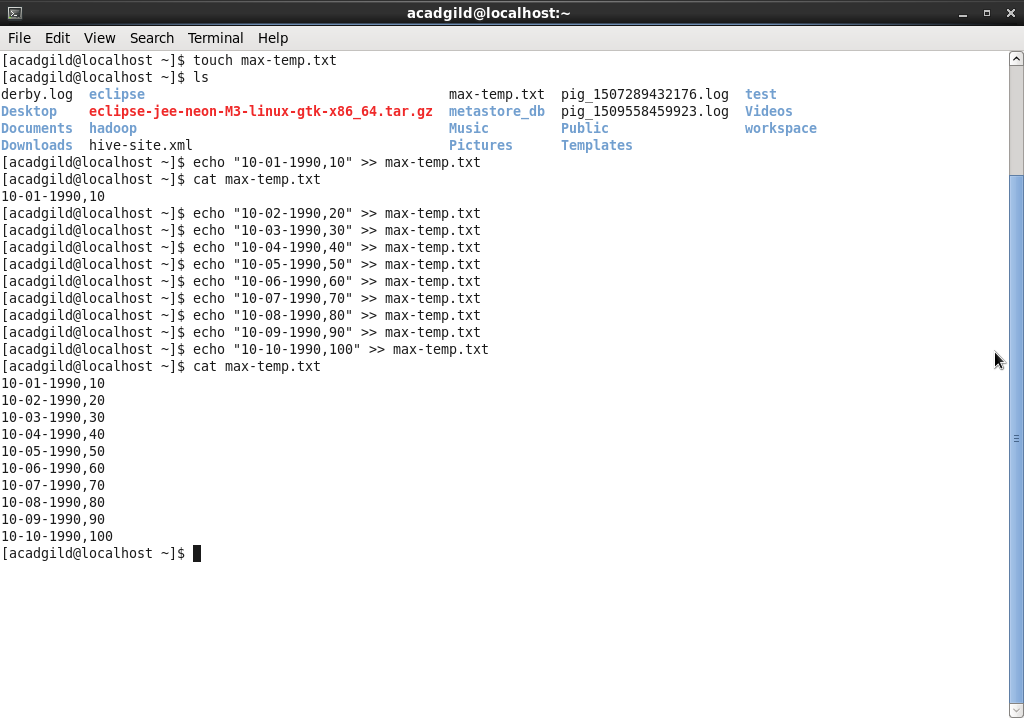 acadgild@localhost:~
File Edit View Search Terminal Help
[acadgild@localhost ~]$ touch max-temp.txt
[acadgild@localhost ~]$ ls
derby.log  eclipse                                      max-temp.txt  pig_1507289432176.log  test
Desktop    eclipse-jee-neon-M3-linux-gtk-x86_64.tar.gz  metastore_db  pig_1509558459923.log  Videos
Documents  hadoop                                       Music         Public                 workspace
Downloads  hive-site.xml                                Pictures      Templates
[acadgild@localhost ~]$ echo "10-01-1990,10" >> max-temp.txt
[acadgild@localhost ~]$ cat max-temp.txt
10-01-1990,10
[acadgild@localhost ~]$ echo "10-02-1990,20" >> max-temp.txt
[acadgild@localhost ~]$ echo "10-03-1990,30" >> max-temp.txt
[acadgild@localhost ~]$ echo "10-04-1990,40" >> max-temp.txt
[acadgild@localhost ~]$ echo "10-05-1990,50" >> max-temp.txt
[acadgild@localhost ~]$ echo "10-06-1990,60" >> max-temp.txt
[acadgild@localhost ~]$ echo "10-07-1990,70" >> max-temp.txt
[acadgild@localhost ~]$ echo "10-08-1990,80" >> max-temp.txt
[acadgild@localhost ~]$ echo "10-09-1990,90" >> max-temp.txt
[acadgild@localhost ~]$ echo "10-10-1990,100" >> max-temp.txt
[acadgild@localhost ~]$ cat max-temp.txt
10-01-1990,10
10-02-1990,20
10-03-1990,30
10-04-1990,40
10-05-1990,50
10-06-1990,60
10-07-1990,70
10-08-1990,80
10-09-1990,90
10-10-1990,100
[acadgild@localhost ~]$